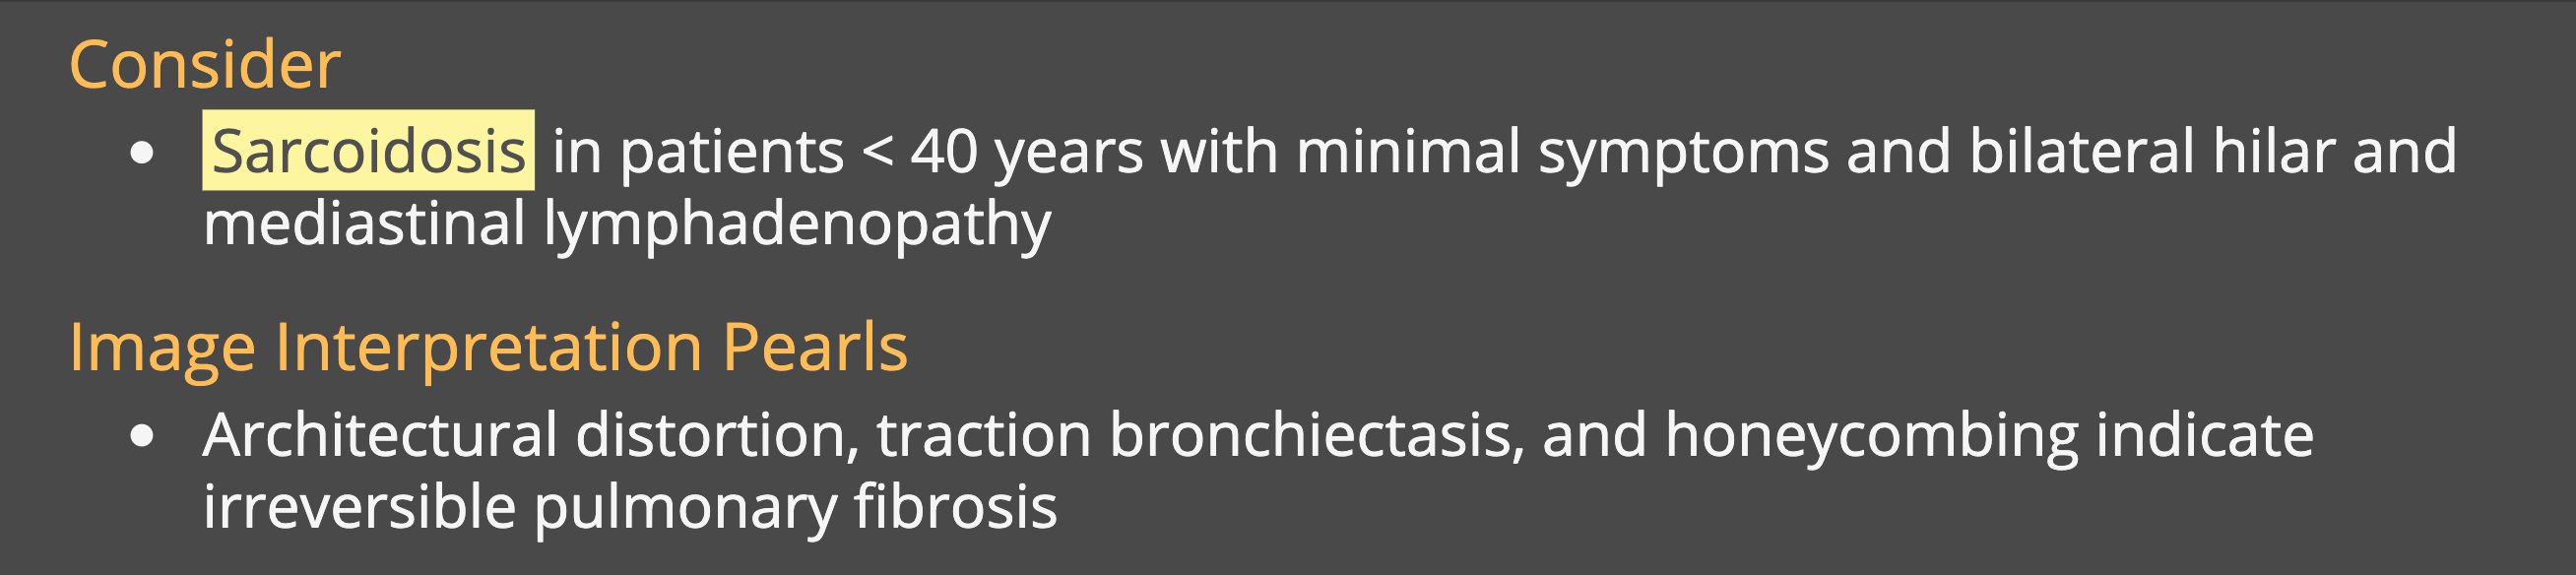 Consider
• Sarcoidosis in patients < 40 years with minimal symptoms and bilateral hilar and
mediastinal lymphadenopathy
Image Interpretation Pearls
• Architectural distortion, traction bronchiectasis, and honeycombing indicate
irreversible pulmonary fibrosis